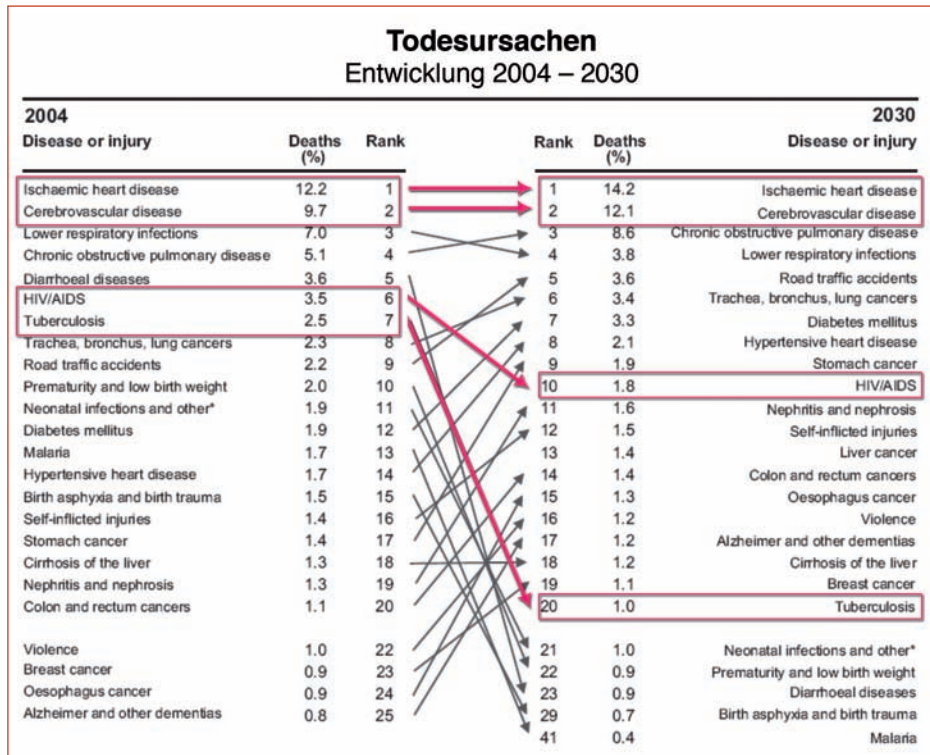 Todesursachen
Entwicklung 2004 – 2030
2004 2030
Disease or injury Deaths (%) Rank Rank Deaths (%) Disease or injury
Ischaemic heart disease 12.2 1 1 14.2 Ischaemic heart disease
Cerebrovascular disease 9.7 2 2 12.1 Cerebrovascular disease
Lower respiratory infections 7.0 3 3 8.6 Chronic obstructive pulmonary disease
Chronic obstructive pulmonary disease 5.1 4 4 3.8 Lower respiratory infections
Diarrhoeal diseases 3.6 5 5 3.6 Road traffic accidents
HIV/AIDS 3.5 6 6 3.4 Trachea, bronchus, lung cancers
Tuberculosis 2.5 7 7 3.3 Diabetes mellitus
Trachea, bronchus, lung cancers 2.3 8 8 2.1 Hypertensive heart disease
Road traffic accidents 2.2 9 9 1.9 Stomach cancer
Prematurity and low birth weight 2.0 10 10 1.8 HIV/AIDS
Neonatal infections and other* 1.9 11 11 1.6 Nephritis and nephrosis
Diabetes mellitus 1.9 12 12 1.5 Self-inflicted injuries
Malaria 1.7 13 13 1.4 Liver cancer
Hypertensive heart disease 1.7 14 14 1.4 Colon and rectum cancers
Birth asphyxia and birth trauma 1.5 15 15 1.3 Oesophagus cancer
Self-inflicted injuries 1.4 16 16 1.2 Violence
Stomach cancer 1.4 17 17 1.2 Alzheimer and other dementias
Cirrhosis of the liver 1.3 18 18 1.2 Cirrhosis of the liver
Nephritis and nephrosis 1.3 19 19 1.1 Breast cancer
Colon and rectum cancers 1.1 20 20 1.0 Tuberculosis
Violence 1.0 22 21 1.0 Neonatal infections and other*
Breast cancer 0.9 23 22 0.9 Prematurity and low birth weight
Oesophagus cancer 0.9 24 23 0.9 Diarrhoeal diseases
Alzheimer and other dementias 0.8 25 29 0.7 Birth asphyxia and birth trauma
41 0.4 Malaria